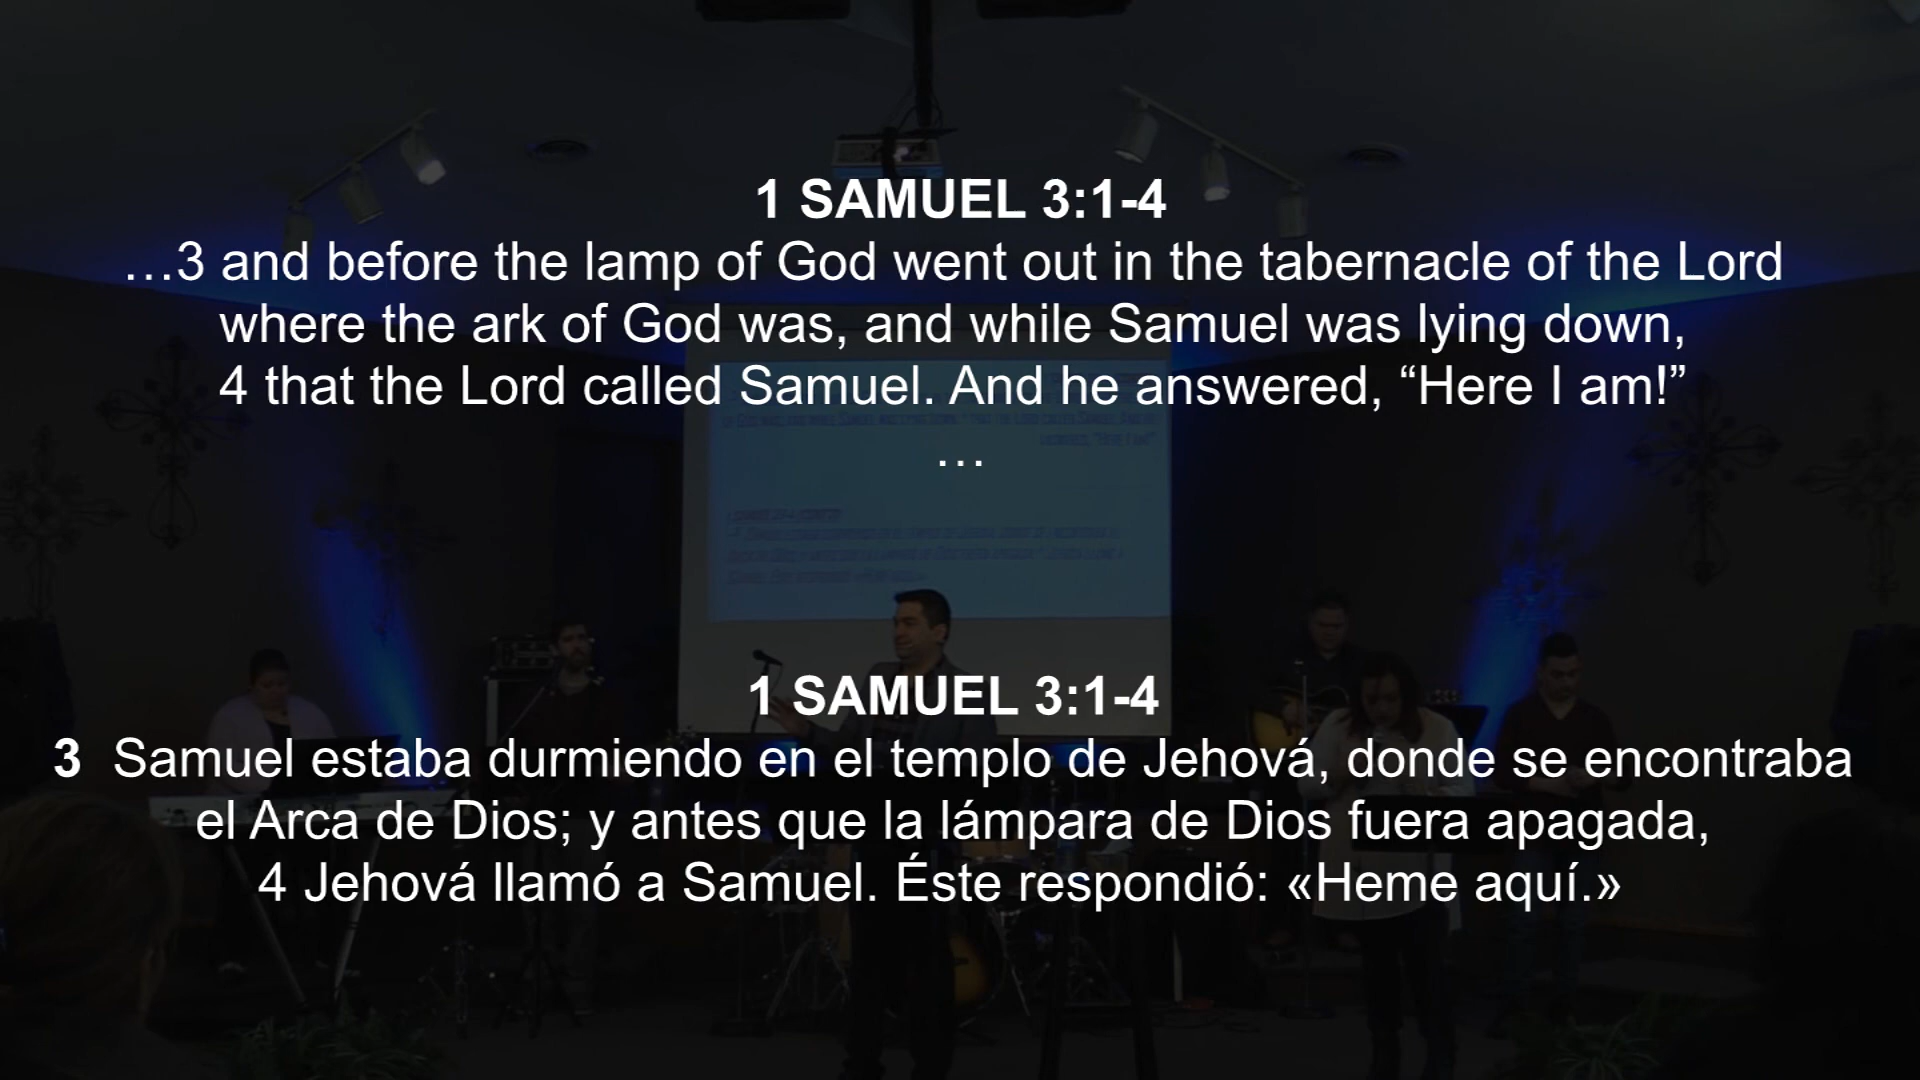 1 SAMUEL 3:1-4
…3 and before the lamp of God went out in the tabernacle of the Lord
where the ark of God was, and while Samuel was lying down,
4 that the Lord called Samuel. And he answered, “Here I am!”
…
1 SAMUEL 3:1-4
3 Samuel estaba durmiendo en el templo de Jehová, donde se encontraba
el Arca de Dios; y antes que la lámpara de Dios fuera apagada,
4 Jehová llamó a Samuel. Éste respondió: «Heme aquí.»